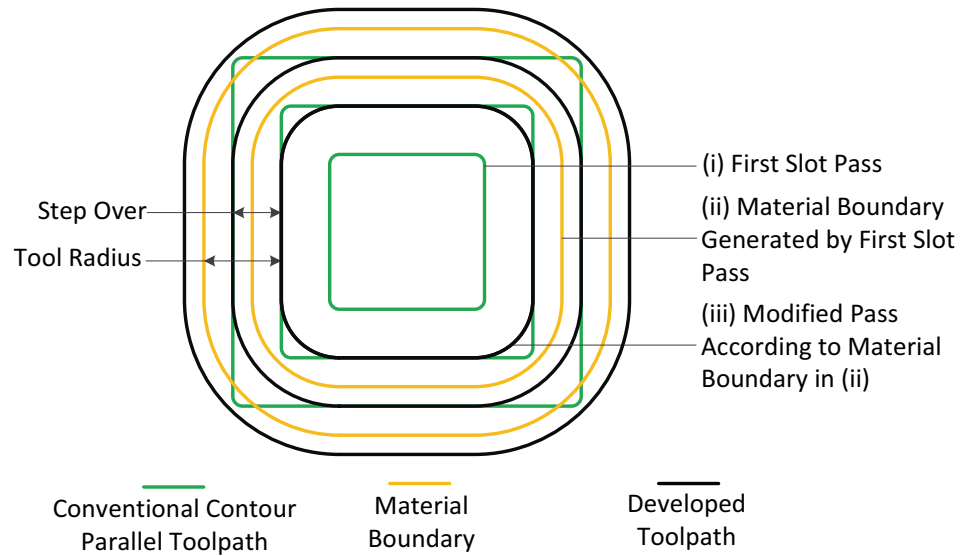 (i) First Slot Pass
(ii) Material Boundary
Generated by First Slot
Pass
(iii) Modified Pass
According to Material
Boundary in (ii)
Step Over
Tool Radius
Conventional Contour
Parallel Toolpath
Material
Boundary
Developed
Toolpath